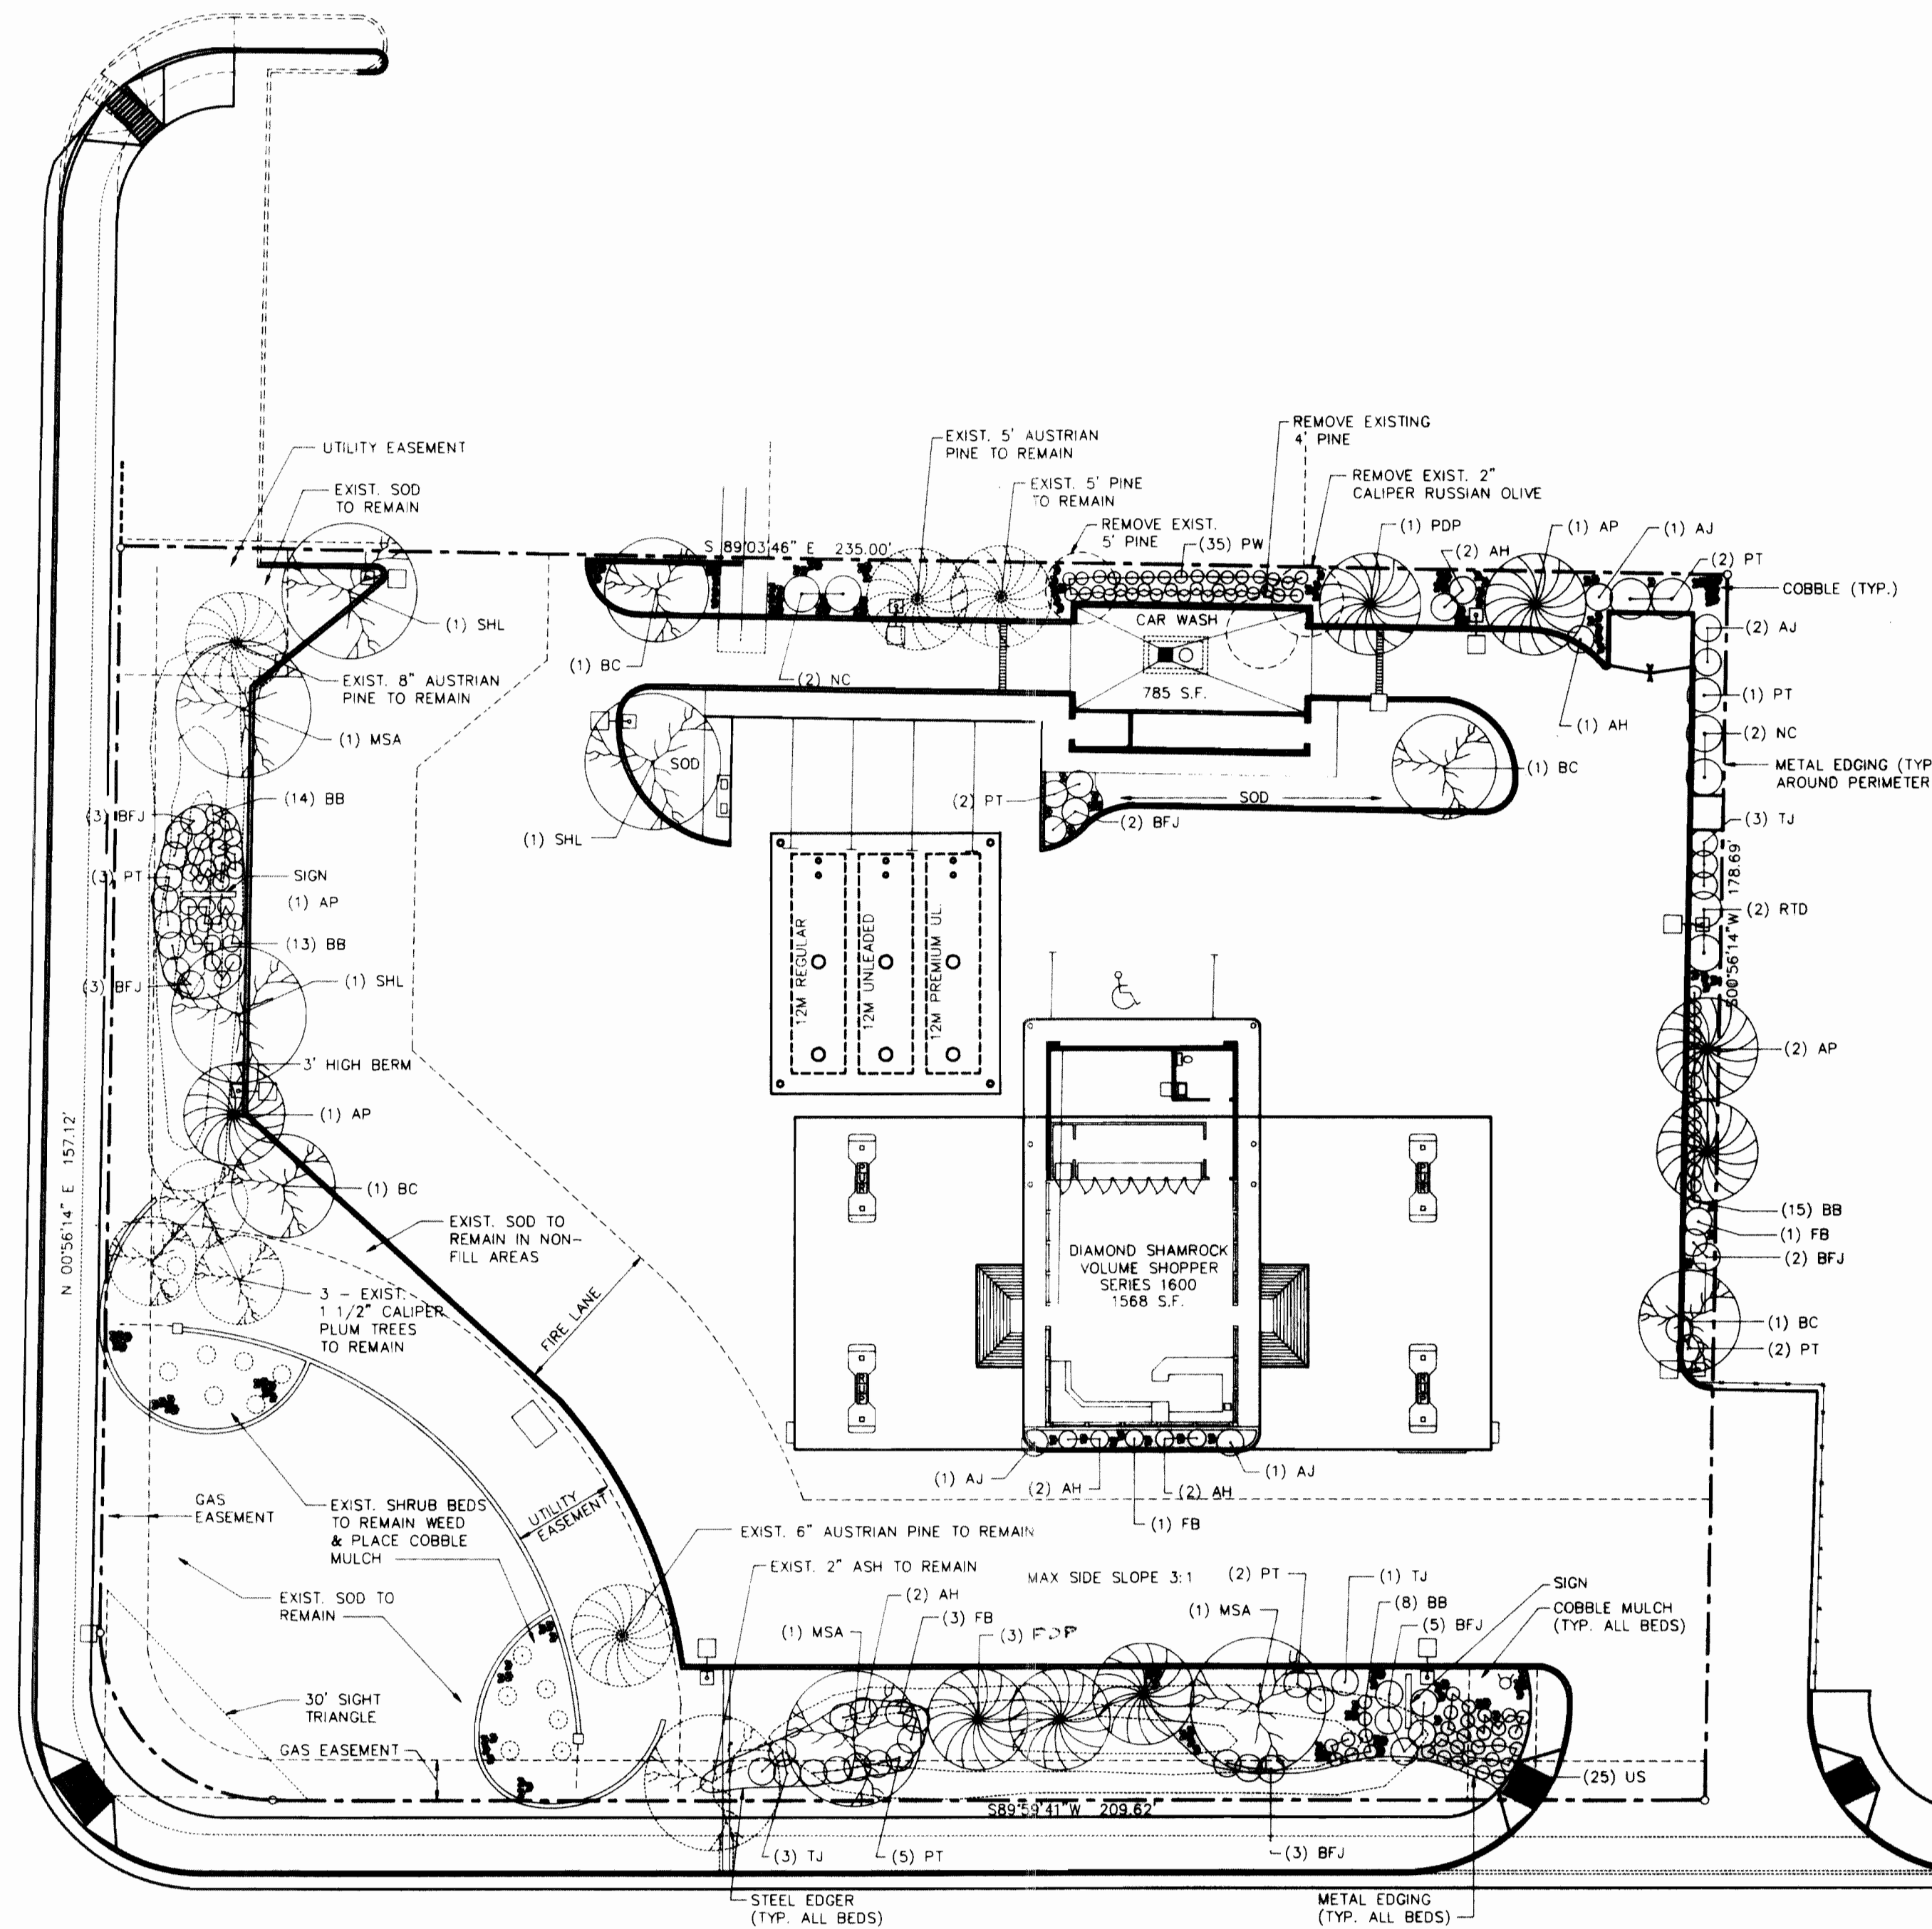 REMOVE EXISTING
4' PINE
EXIST. 5' AUSTRIAN
PINE TO REMAIN
UTILITY EASEMENT
REMOVE EXIST. 2"
CALIPER RUSSIAN OLIVE
EXIST. 5' PINE
TO REMAIN
EXIST. SOD
TO REMAIN
REMOVE EXIST.
5' PINE
(1) PDP
(1) AP
(1) AJ
(35) PW
(2) AH
S 89°03'46" E 235.00'
(2) PT
COBBLE (TYP.)
CAR WASH
785 S.F.
(1) SHL
(2) AJ
(1) BC
(2) NC
EXIST. 8" AUSTRIAN
PINE TO REMAIN
(1) PT
(1) AH
(2) NC
(1) MSA
SOD
(1) BC
METAL EDGING (TYP
AROUND PERIMETER
(14) BB
(3) BFJ
(2) PT
SOD
(2) BFJ
(3) TJ
(1) SHL
(3) PT
SIGN
(1) AP
S00°56'14"W 178.69'
(2) RTD
(13) BB
12M REGULAR
12M UNLEADED
12M PREMIUM UL.
(3) BFJ
(1) SHL
3' HIGH BERM
(2) AP
(1) AP
N 00°56'14" E 157.12'
(1) BC
(15) BB
(1) FB
(2) BFJ
EXIST. SOD TO
REMAIN IN NON-
FILL AREAS
DIAMOND SHAMROCK
VOLUME SHOPPER
SERIES 1600
1568 S.F.
3 - EXIST.
1 1/2" CALIPER
PLUM TREES
TO REMAIN
FIRE LANE
(1) BC
(2) PT
(1) AJ
(2) AH
(1) FB
(2) AH
(1) AJ
GAS
EASEMENT
EXIST. SHRUB BEDS
TO REMAIN WEED
& PLACE COBBLE
MULCH
UTILITY
EASEMENT
EXIST. 6" AUSTRIAN PINE TO REMAIN
EXIST. 2" ASH TO REMAIN
MAX SIDE SLOPE 3:1
(2) PT
(1) TJ
SIGN
EXIST. SOD TO
REMAIN
(2) AH
(8) BB
COBBLE MULCH
(TYP. ALL BEDS)
(1) MSA
(3) FB
(3) PDP
(1) MSA
(5) BFJ
30' SIGHT
TRIANGLE
GAS EASEMENT
(25) US
S89°59'41"W 209.62'
(3) TJ
(5) PT
(3) BFJ
STEEL EDGER
(TYP. ALL BEDS)
METAL EDGING
(TYP. ALL BEDS)